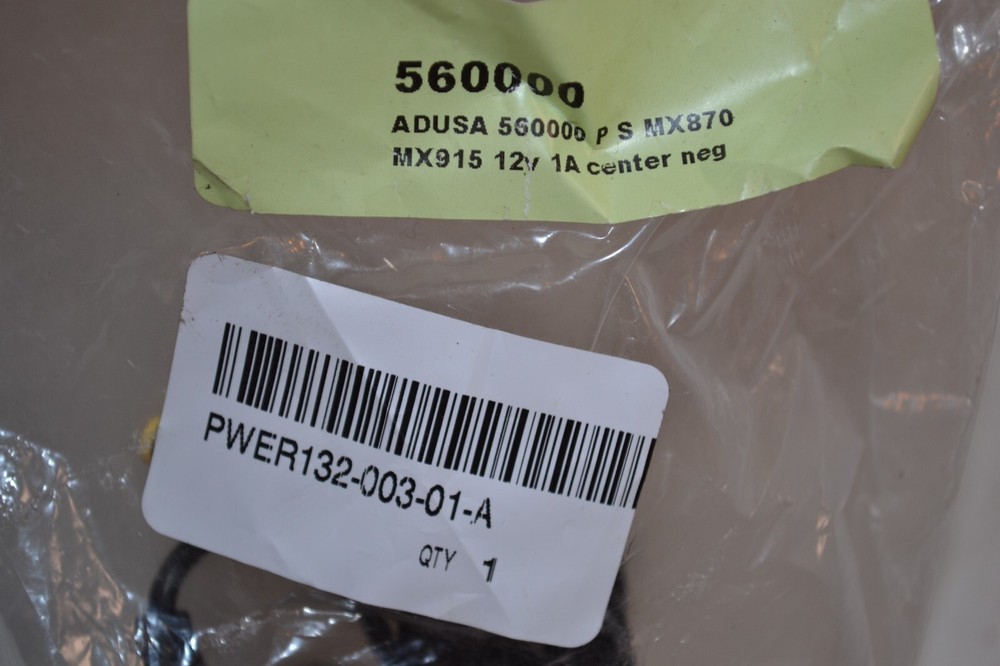 560000
ADUSA 560000 P S MX870
MX915 12v 1A center neg
PWER132-003-01-A
QTY 1